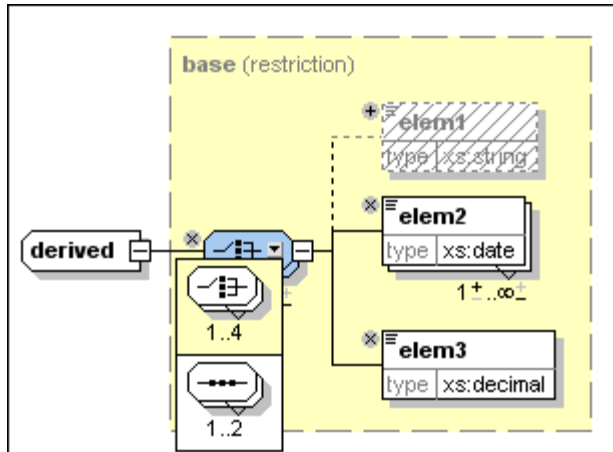 base (restriction)
elem1
type xs:string
elem2
type xs:date
1..∞
derived
1..4
elem3
type xs:decimal
1..2